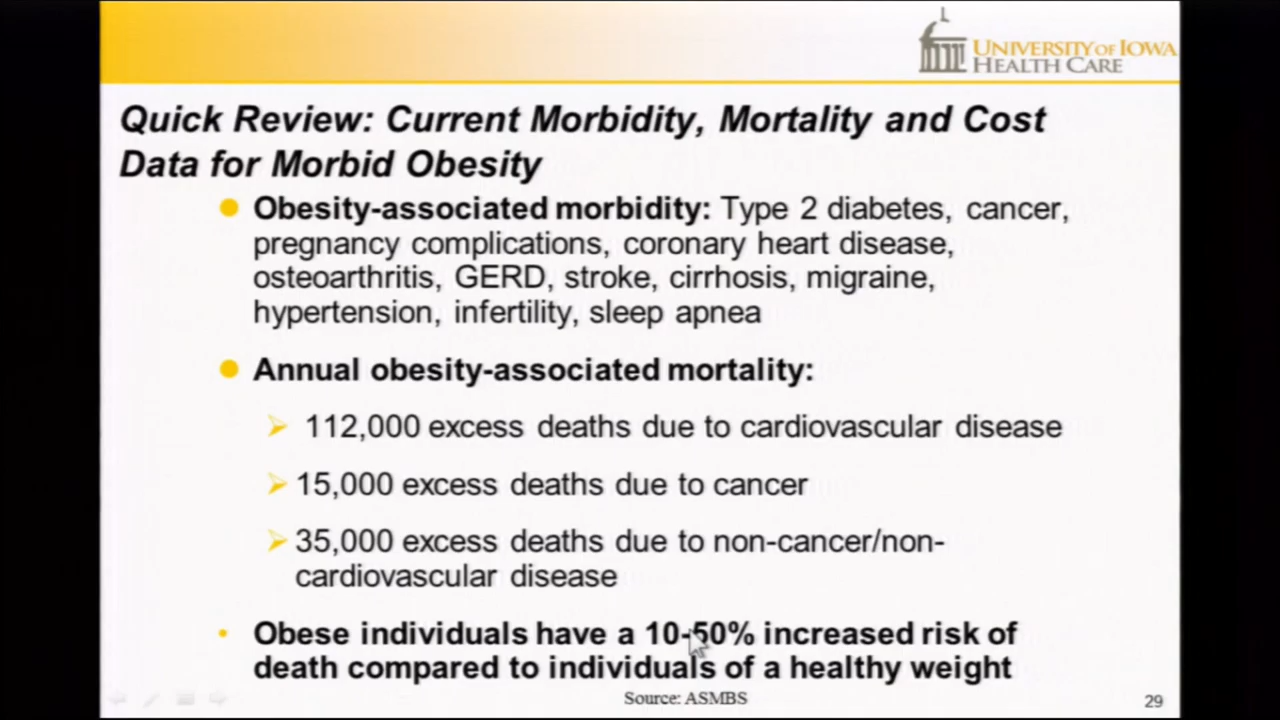 UNIVERSITY OF IOWA
HEALTH CARE
Quick Review: Current Morbidity, Mortality and Cost
Data for Morbid Obesity
Obesity-associated morbidity: Type 2 diabetes, cancer,
pregnancy complications, coronary heart disease,
osteoarthritis, GERD, stroke, cirrhosis, migraine,
hypertension, infertility, sleep apnea
Annual obesity-associated mortality:
112,000 excess deaths due to cardiovascular disease
15,000 excess deaths due to cancer
35,000 excess deaths due to non-cancer/non-
cardiovascular disease
Obese individuals have a 10-50% increased risk of
death compared to individuals of a healthy weight
Source: ASMBS
29